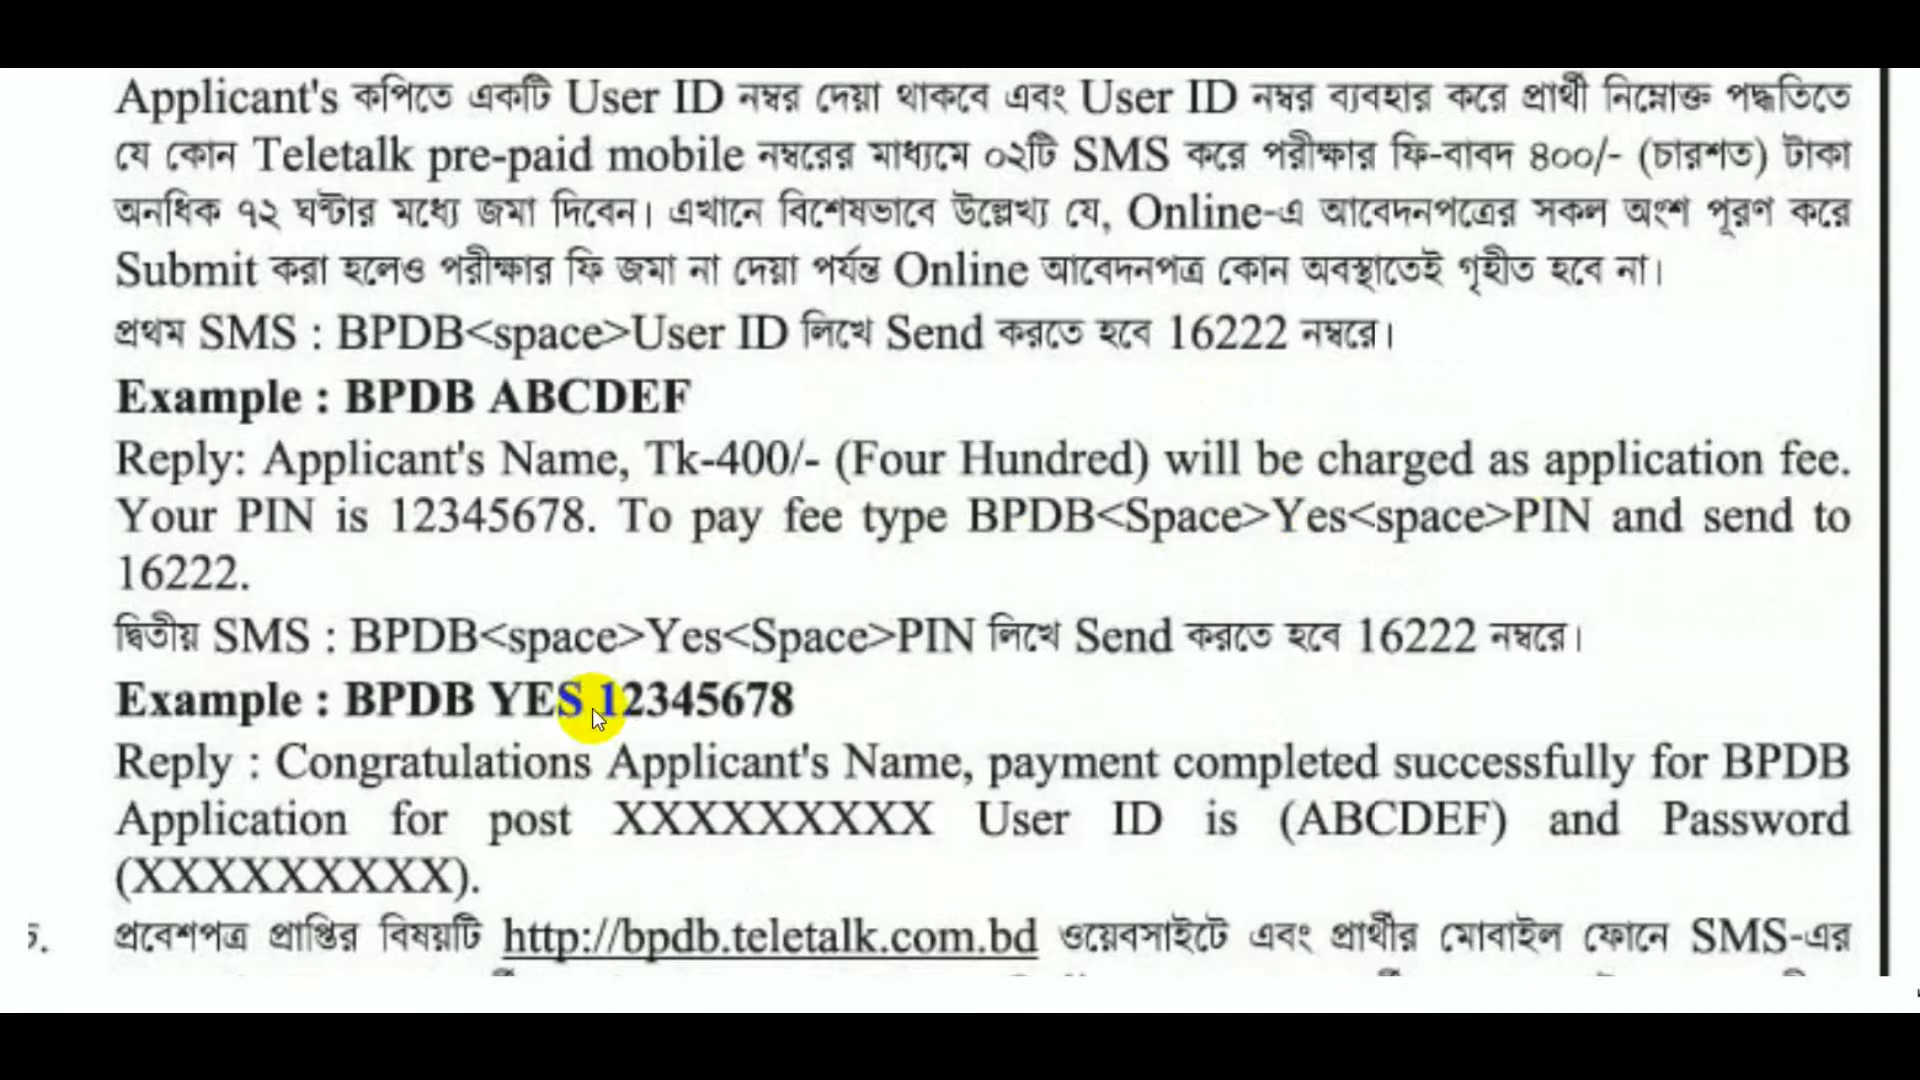 Applicant's কপিতে একটি User ID নম্বর দেয়া থাকবে এবং User ID নম্বর ব্যবহার করে প্রার্থী নিম্নোক্ত পদ্ধতিতে
যে কোন Teletalk pre-paid mobile নম্বরের মাধ্যমে ০২টি SMS করে পরীক্ষার ফি-বাবদ ৪০০/- (চারশত) টাকা
অনধিক ৭২ ঘন্টার মধ্যে জমা দিবেন। এখানে বিশেষভাবে উল্লেখ্য যে, Online-এ আবেদনপত্রের সকল অংশ পূরণ করে
Submit করা হলেও পরীক্ষার ফি জমা না দেয়া পর্যন্ত Online আবেদনপত্র কোন অবস্থাতেই গৃহীত হবে না।
প্রথম SMS : BPDB<space>User ID লিখে Send করতে হবে 16222 নম্বরে।
Example : BPDB ABCDEF
Reply: Applicant's Name, Tk-400/- (Four Hundred) will be charged as application fee.
Your PIN is 12345678. To pay fee type BPDB<Space>Yes<space>PIN and send to
16222.
দ্বিতীয় SMS : BPDB<space>Yes<Space>PIN লিখে Send করতে হবে 16222 নম্বরে।
Example : BPDB YES 12345678
Reply : Congratulations Applicant's Name, payment completed successfully for BPDB
Application for post XXXXXXXXX User ID is (ABCDEF) and Password
(XXXXXXXXX).
প্রবেশপত্র প্রাপ্তির বিষয়টি http://bpdb.teletalk.com.bd ওয়েবসাইটে এবং প্রার্থীর মোবাইল ফোনে SMS-এর